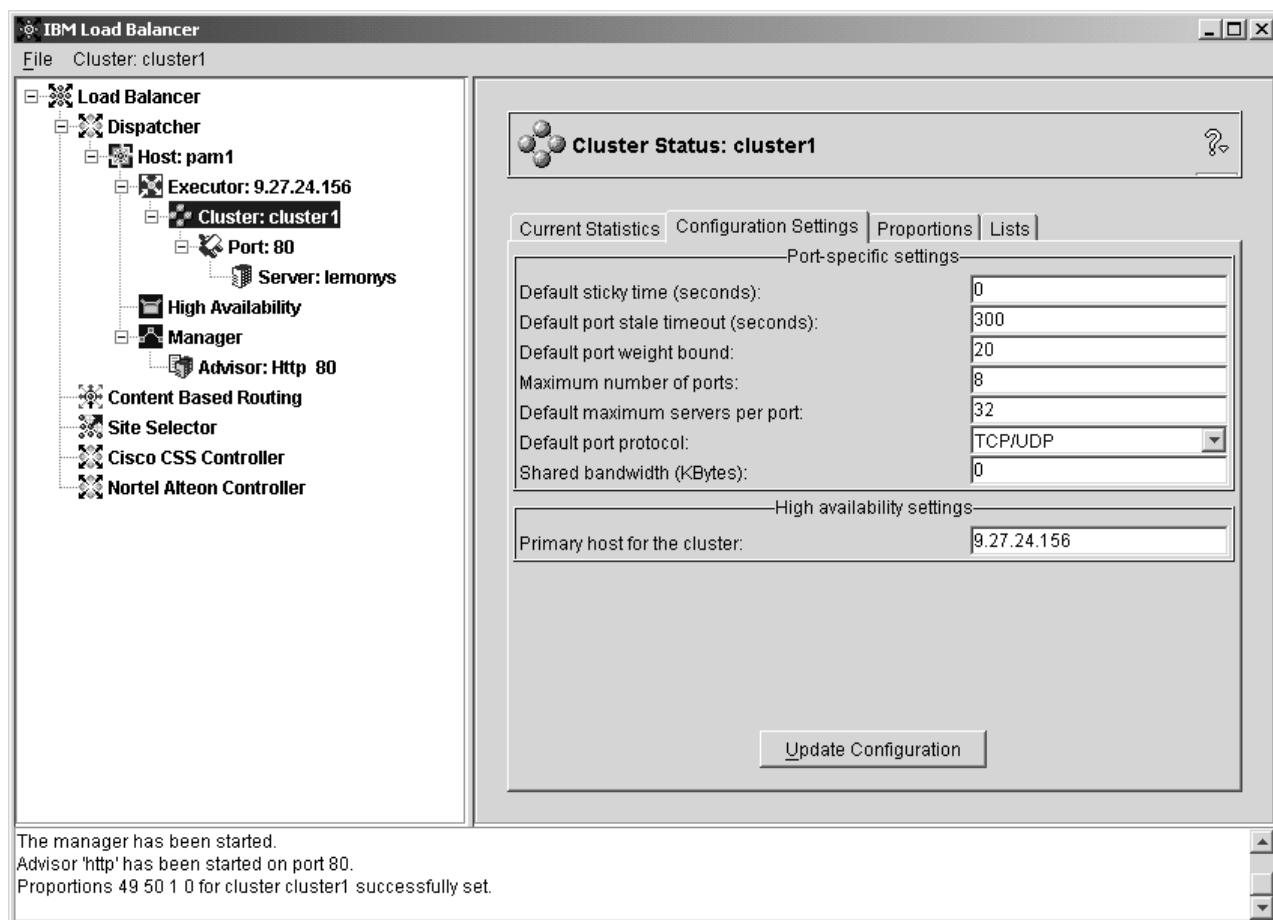 IBM Load Balancer
File Cluster: cluster1
Load Balancer
Dispatcher
Host: pam1
Executor: 9.27.24.156
Cluster: cluster1
Port: 80
Server: lemonys
High Availability
Manager
Advisor: Http 80
Content Based Routing
Site Selector
Cisco CSS Controller
Nortel Alteon Controller
Cluster Status: cluster1
?
Current Statistics Configuration Settings Proportions Lists
Port-specific settings
Default sticky time (seconds): 0
Default port stale timeout (seconds): 300
Default port weight bound: 20
Maximum number of ports: 8
Default maximum servers per port: 32
Default port protocol: TCP/UDP
Shared bandwidth (KBytes): 0
High availability settings
Primary host for the cluster: 9.27.24.156
Update Configuration
The manager has been started.
Advisor 'http' has been started on port 80.
Proportions 49 50 1 0 for cluster cluster1 successfully set.